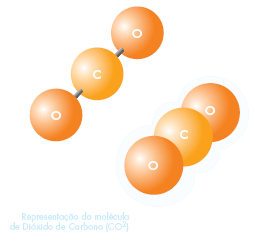 O
C
O
O
C
O
Representação da molécula
de Dióxido de Carbono (CO²)